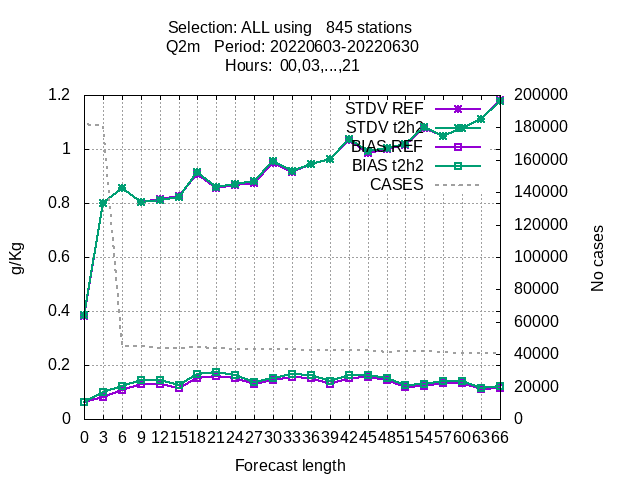 Selection: ALL using   845 stations
Q2m   Period: 20220603-20220630
Hours:  00,03,...,21
1.2
1
0.8
0.6
0.4
0.2
0
200000
180000
160000
140000
120000
100000
80000
60000
40000
20000
0
STDV REF
STDV t2h2
BIAS REF
BIAS t2h2
CASES
g/Kg
No cases
0 3 6 9 12 15 18 21 24 27 30 33 36 39 42 45 48 51 54 57 60 63 66
Forecast length